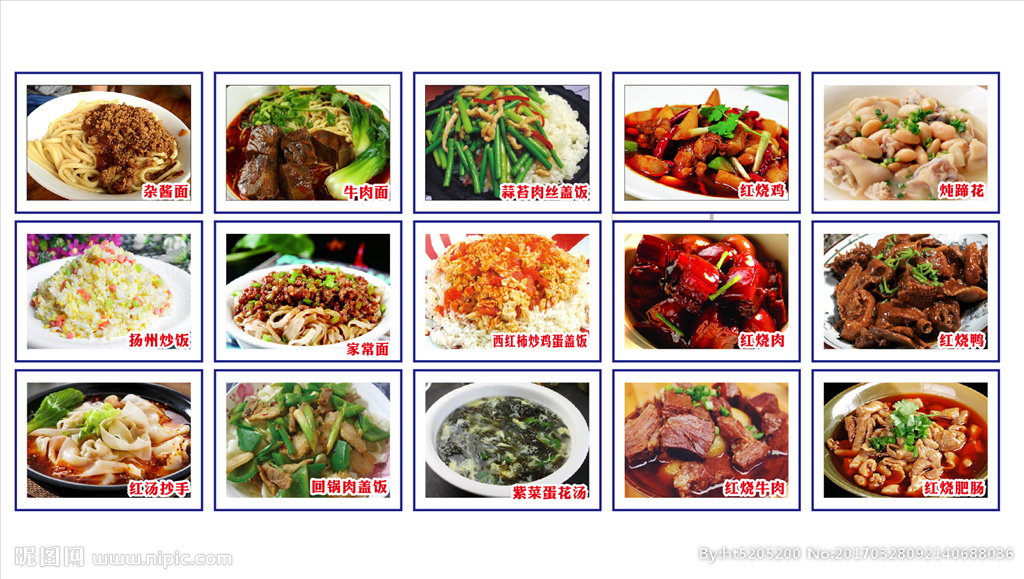 杂酱面
牛肉面
蒜苔肉丝盖饭
红烧鸡
炖蹄花
扬州炒饭
家常面
西红柿炒鸡蛋盖饭
红烧肉
红烧鸭
红汤抄手
回锅肉盖饭
紫菜蛋花汤
红烧牛肉
红烧肥肠
昵图网 www.nipic.com
By:hf5205200 No:20170328092140688036